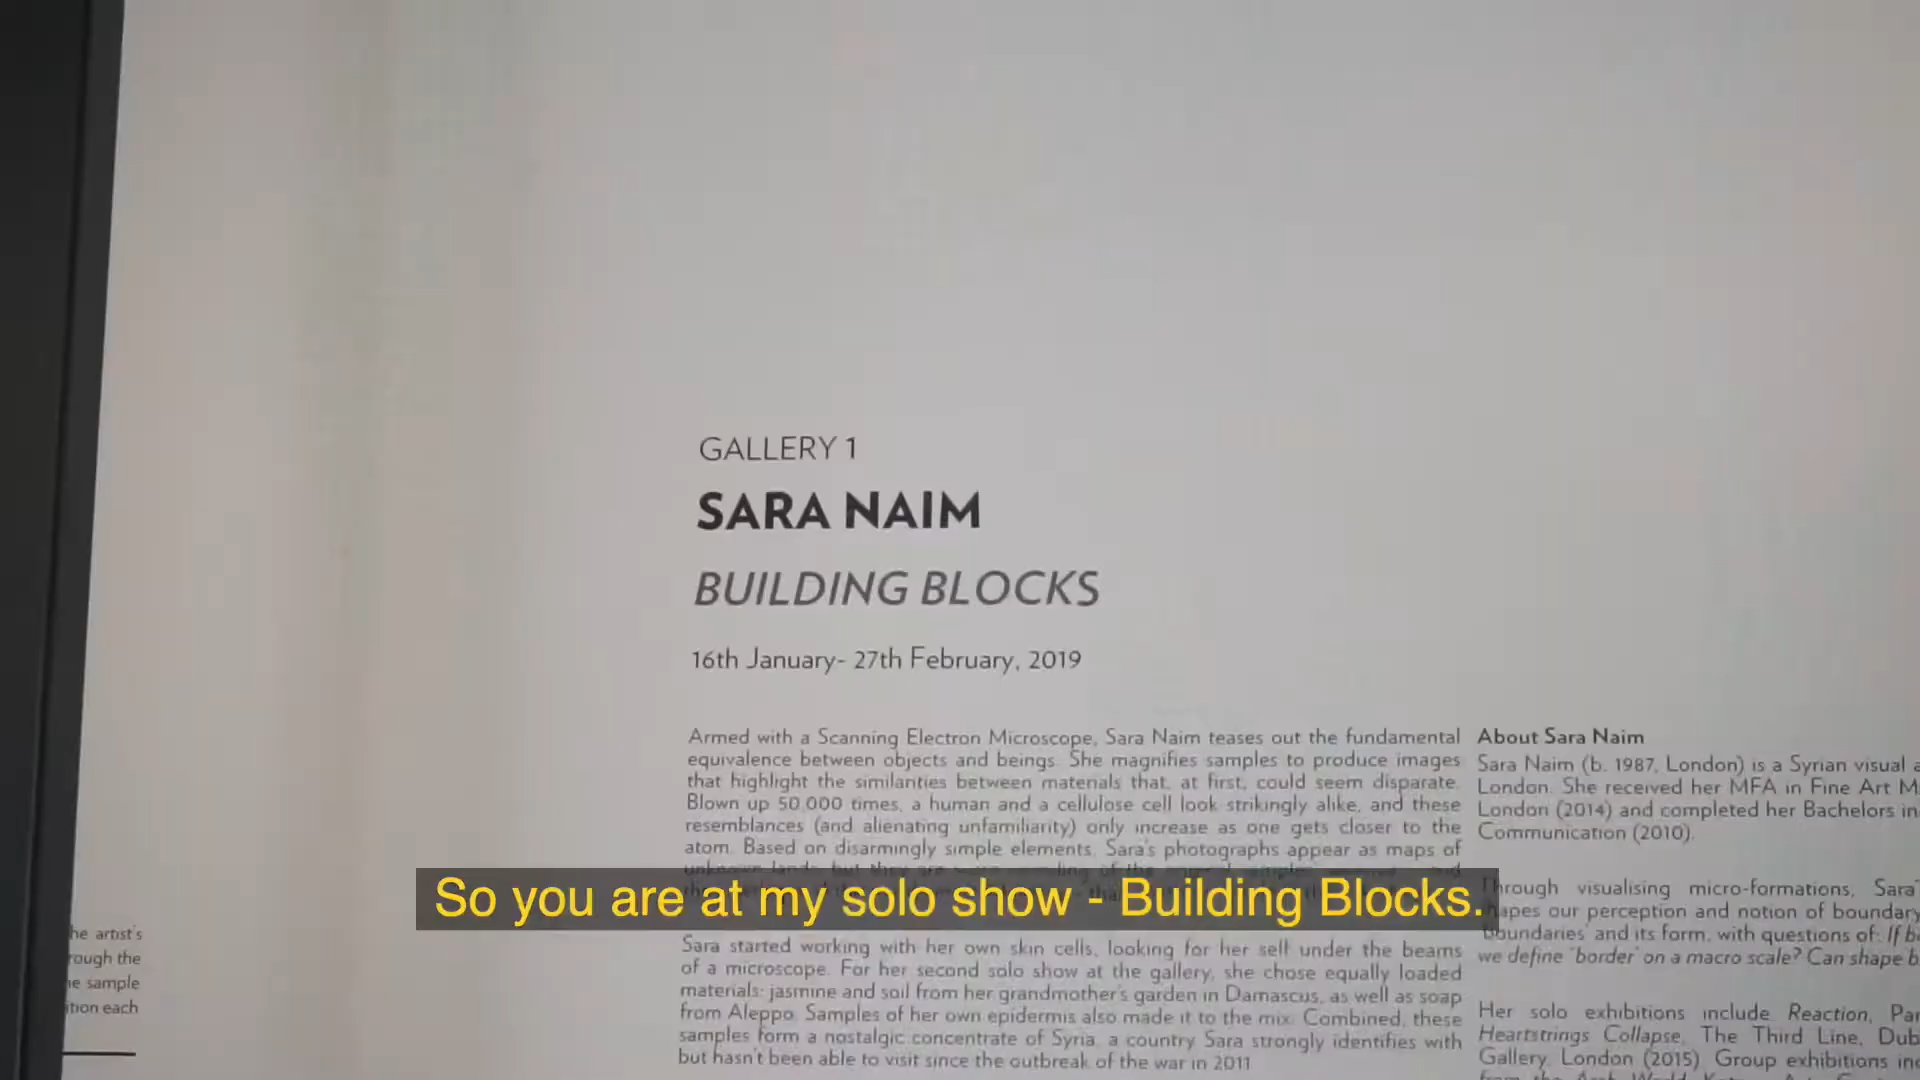 GALLERY 1
SARA NAIM
BUILDING BLOCKS
16th January- 27th February, 2019
Armed with a Scanning Electron Microscope, Sara Naim teases out the fundamental
equivalence between objects and beings. She magnifies samples to produce images
that highlight the similarities between materials that, at first, could seem disparate.
Blown up 50,000 times, a human and a cellulose cell look strikingly alike, and these
resemblances (and alienating unfamiliarity) only increase as one gets closer to the
atom. Based on disarmingly simple elements, Sara's photographs appear as maps of
Sara started working with her own skin cells, looking for her self under the beams
of a microscope. For her second solo show at the gallery, she chose equally loaded
materials: jasmine and soil from her grandmother's garden in Damascus, as well as soap
from Aleppo. Samples of her own epidermis also made it to the mix. Combined, these
samples form a nostalgic concentrate of Syria, a country Sara strongly identifies with
but hasn't been able to visit since the outbreak of the war in 2011
About Sara Naim
Sara Naim (b. 1987, London) is a Syrian visual a
London. She received her MFA in Fine Art M
London (2014) and completed her Bachelors in
Communication (2010).
Through visualising micro-formations, Sara'
shapes our perception and notion of boundary
boundaries' and its form, with questions of: If b
we define 'border' on a macro scale? Can shape b
Her solo exhibitions include Reaction, Par
Heartstrings Collapse, The Third Line, Dub
Gallery, London (2015). Group exhibitions inc
he artist's
rough the
e sample
tion each
So you are at my solo show - Building Blocks.